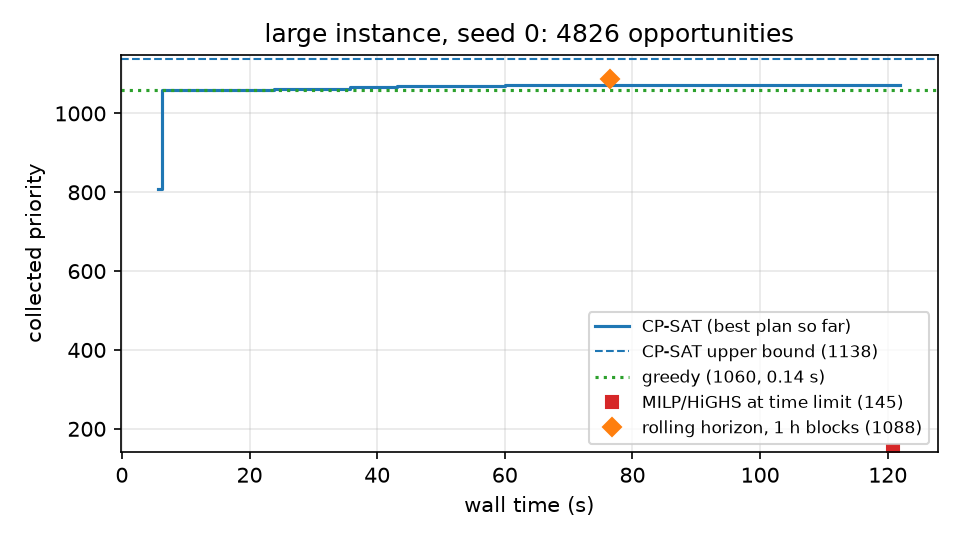 large instance, seed 0: 4826 opportunities
collected priority
1000
800
600
400
200
0
20
40
60
80
100
120
wall time (s)
CP-SAT (best plan so far)
CP-SAT upper bound (1138)
greedy (1060, 0.14 s)
MILP/HiGHS at time limit (145)
rolling horizon, 1 h blocks (1088)